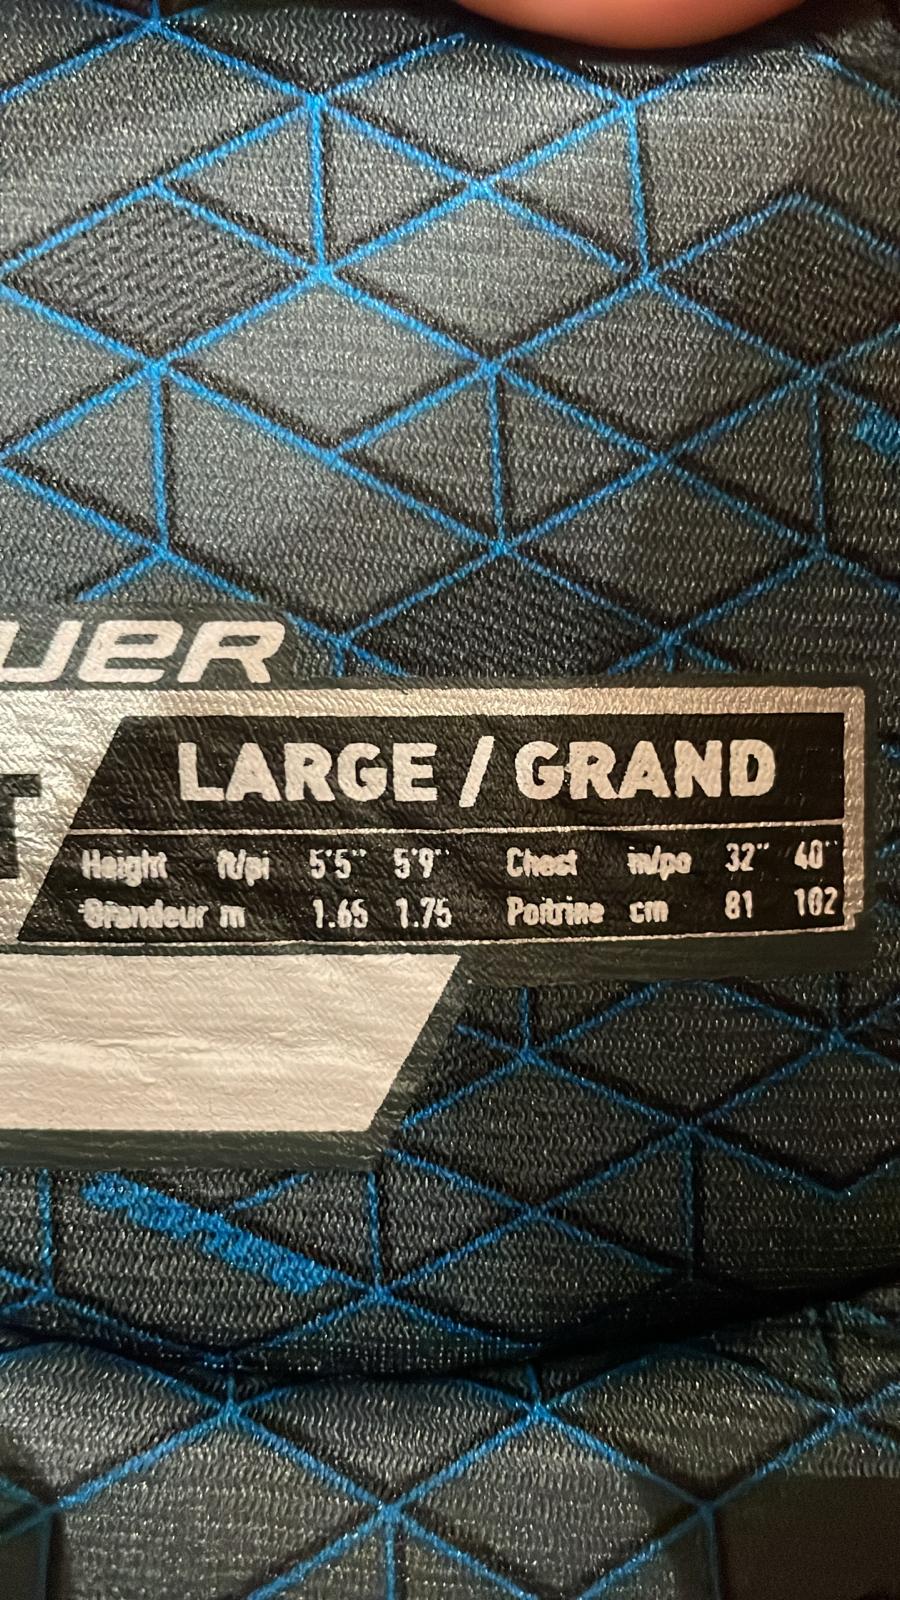 UER
T
LARGE / GRAND
Height ft/pi 5'5" 5'9" Chest in/po 32" 40"
Grandeur m 1.65 1.75 Poitrine cm 81 102